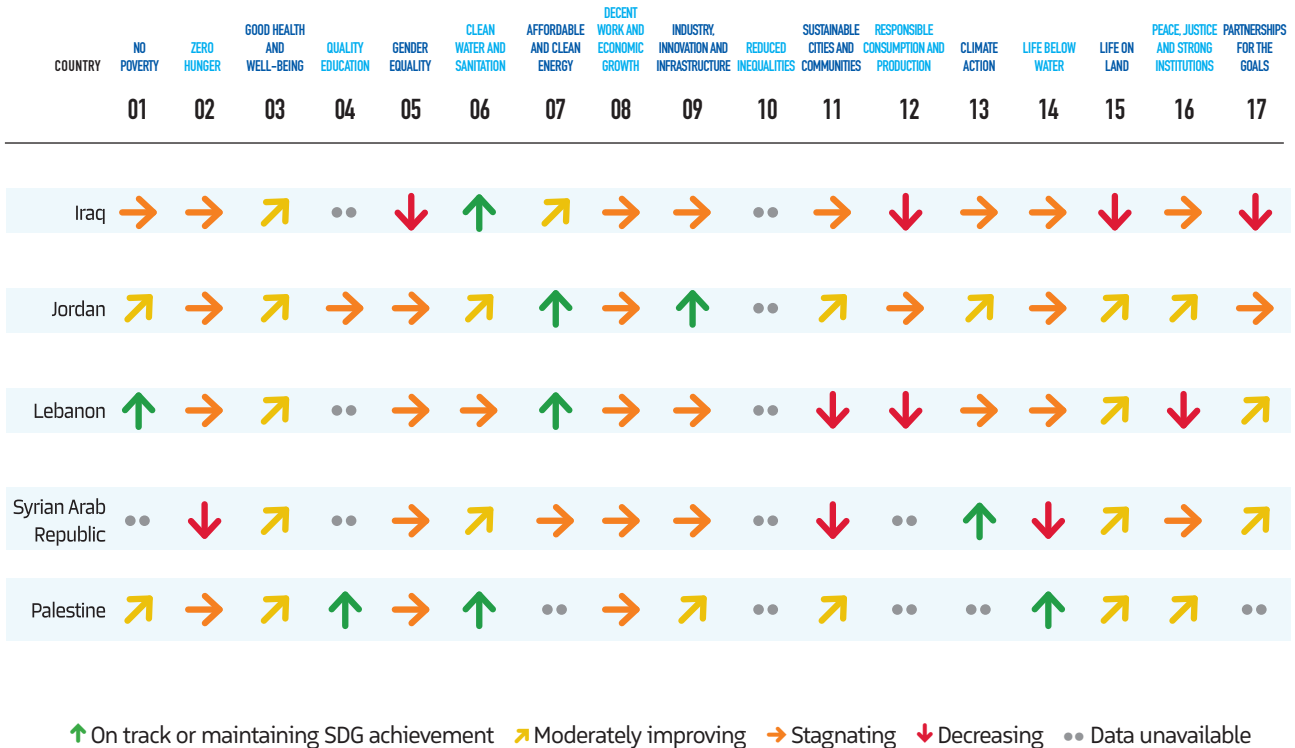 COUNTRY
NO
POVERTY
ZERO
HUNGER
GOOD HEALTH
AND
WELL-BEING
QUALITY
EDUCATION
GENDER
EQUALITY
CLEAN
WATER AND
SANITATION
AFFORDABLE
AND CLEAN
ENERGY
DECENT
WORK AND
ECONOMIC
GROWTH
INDUSTRY,
INNOVATION AND
INFRASTRUCTURE
REDUCED
INEQUALITIES
SUSTAINABLE
CITIES AND
COMMUNITIES
RESPONSIBLE
CONSUMPTION AND
PRODUCTION
CLIMATE
ACTION
LIFE BELOW
WATER
LIFE ON
LAND
PEACE, JUSTICE
AND STRONG
INSTITUTIONS
PARTNERSHIPS
FOR THE
GOALS
01 02 03 04 05 06 07 08 09 10 11 12 13 14 15 16 17
Iraq
Jordan
Lebanon
Syrian Arab
Republic
Palestine
On track or maintaining SDG achievement Moderately improving Stagnating Decreasing Data unavailable